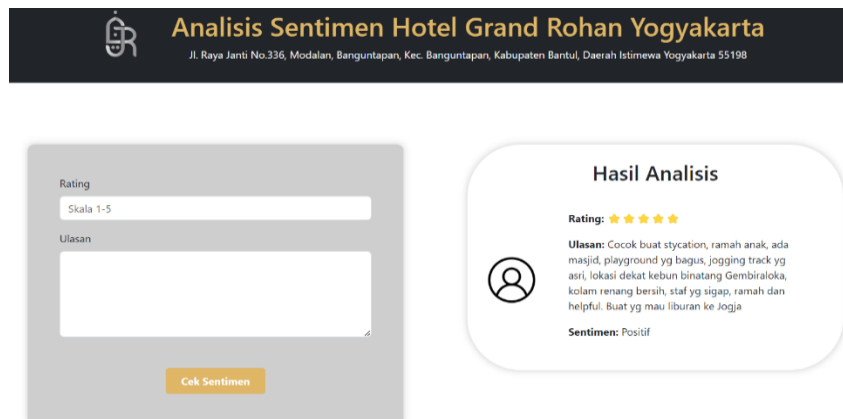 Analisis Sentimen Hotel Grand Rohan Yogyakarta
Jl. Raya Janti No.336, Modalan, Banguntapan, Kec. Banguntapan, Kabupaten Bantul, Daerah Istimewa Yogyakarta 55198
Rating
Skala 1-5
Ulasan
Cek Sentimen
Hasil Analisis
Rating:
Ulasan: Cocok buat stycation, ramah anak, ada
masjid, playground yg bagus, jogging track yg
asri, lokasi dekat kebun binatang Gembiraloka,
kolam renang bersih, staf yg sigap, ramah dan
helpful. Buat yg mau liburan ke Jogja
Sentimen: Positif